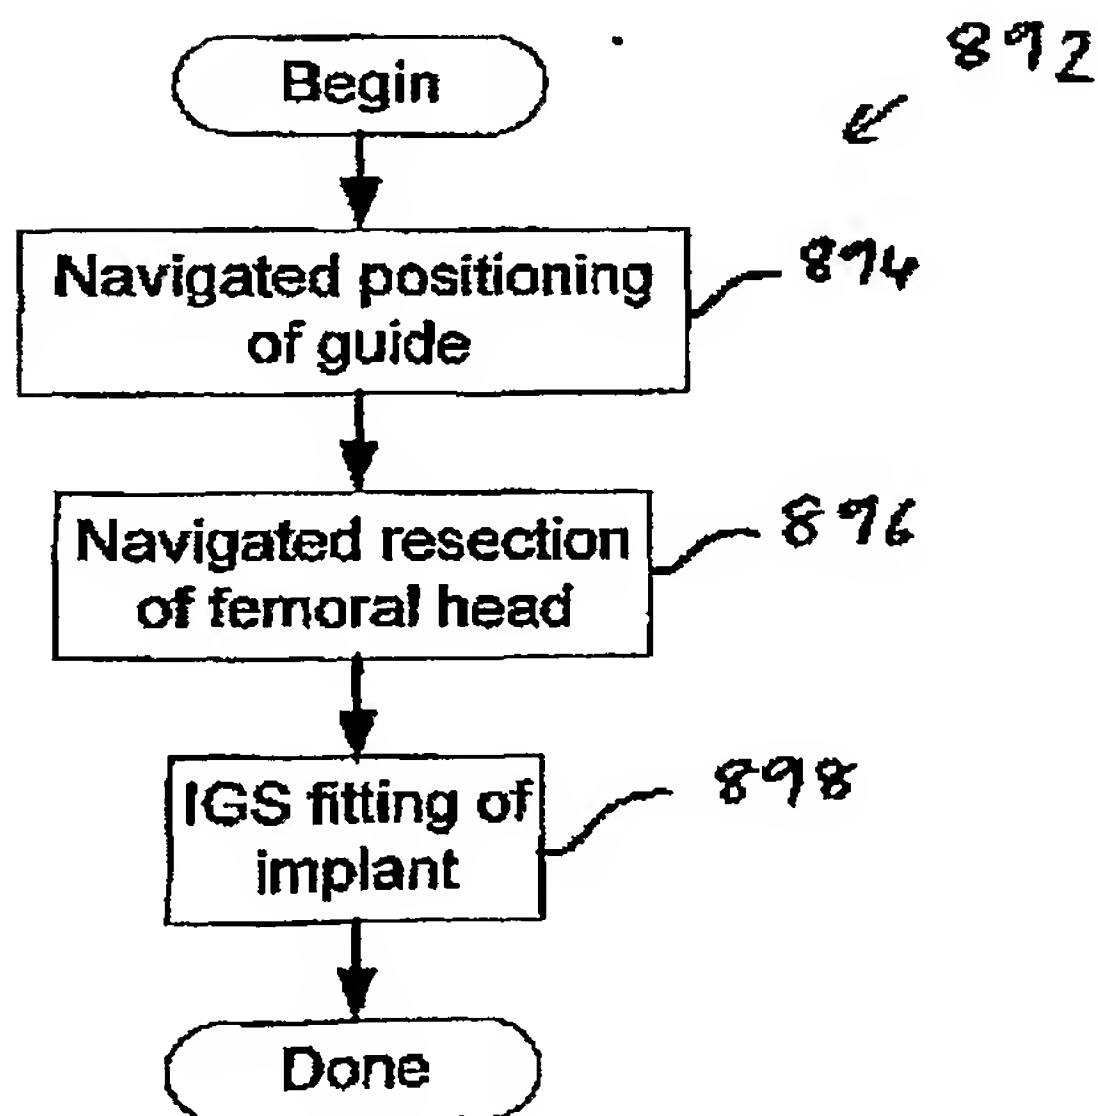 Begin
892
Navigated positioning
of guide
894
Navigated resection
of femoral head
896
IGS fitting of
implant
898
Done